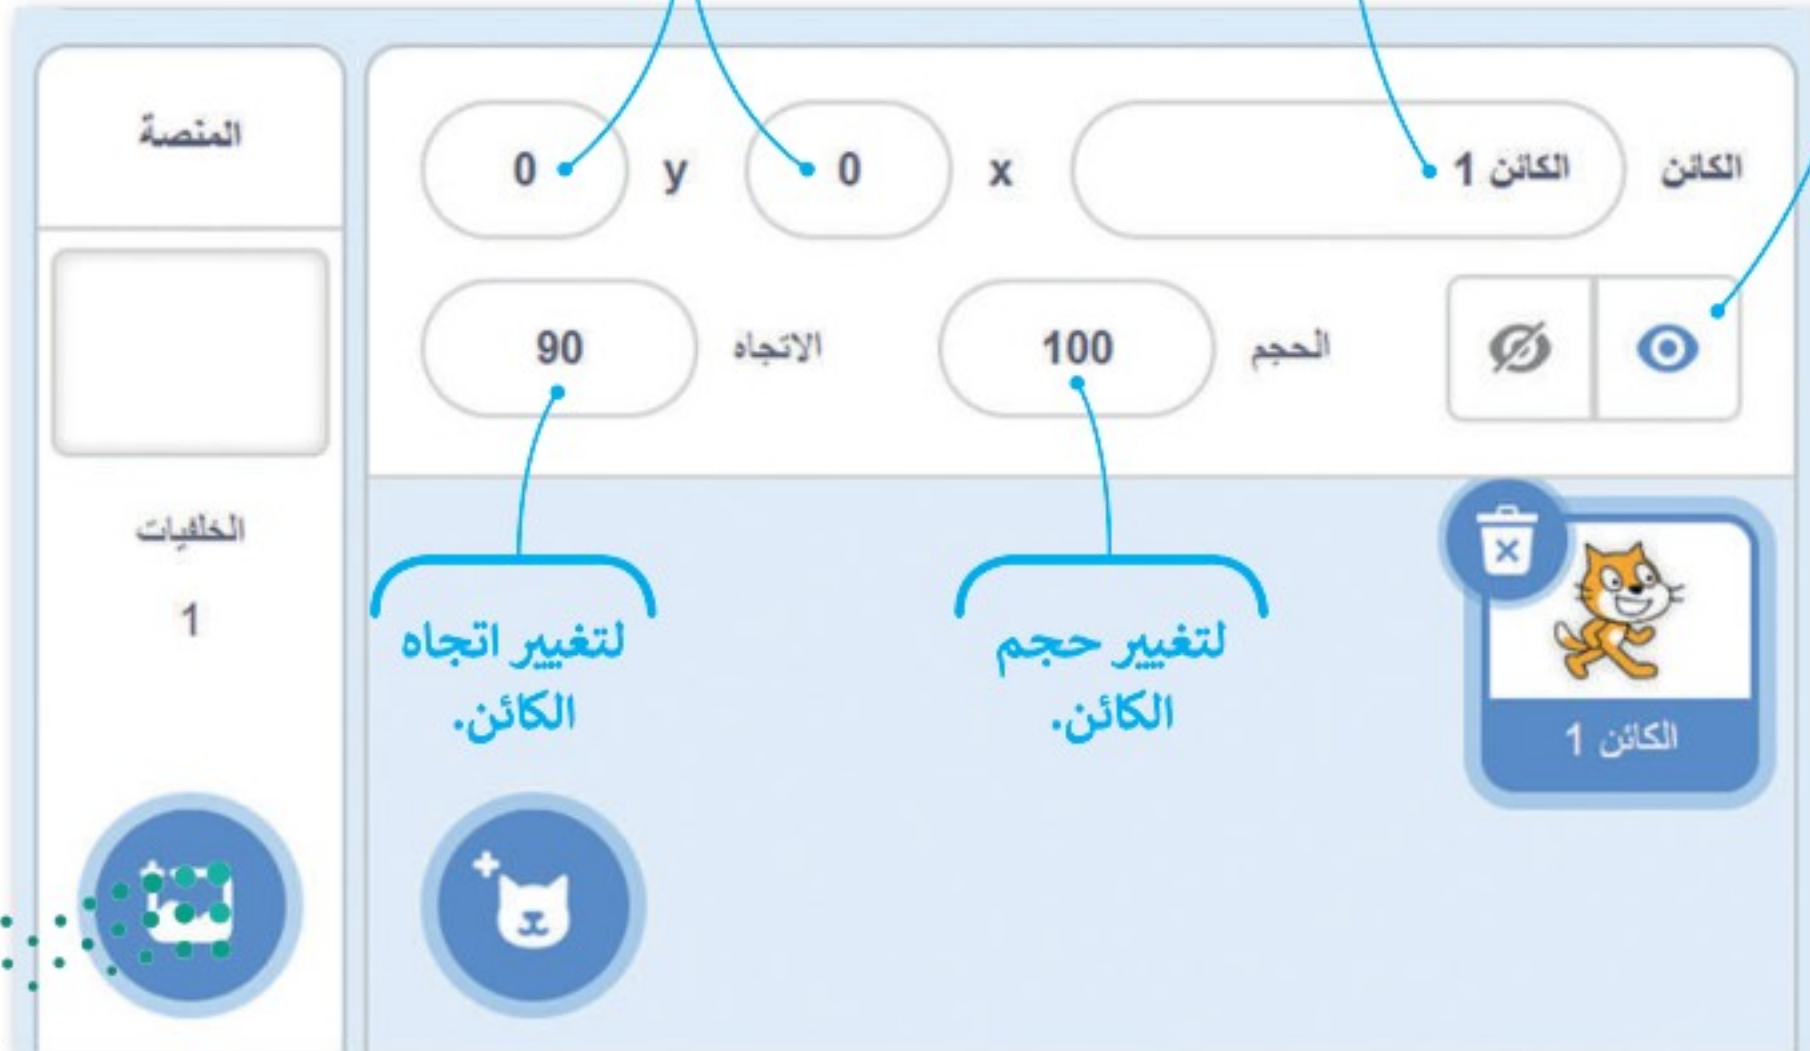 الكائن
الكائن 1
x
0
y
0
المنصة
الحجم
100
الاتجاه
90
الخلفيات
1
لتغيير حجم
الكائن.
لتغيير اتجاه
الكائن.
الكائن 1